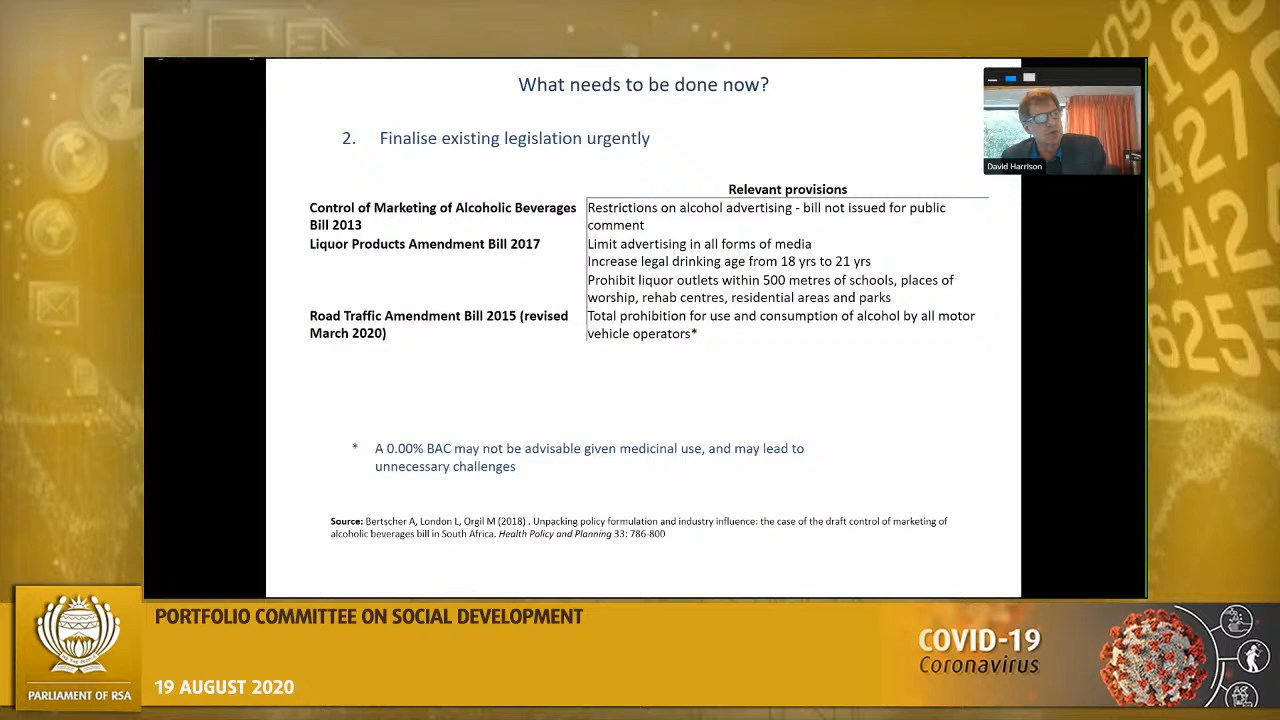 What needs to be done now?
2. Finalise existing legislation urgently
Relevant provisions
Control of Marketing of Alcoholic Beverages
Bill 2013
Restrictions on alcohol advertising - bill not issued for public
comment
Liquor Products Amendment Bill 2017
Limit advertising in all forms of media
Increase legal drinking age from 18 yrs to 21 yrs
Prohibit liquor outlets within 500 metres of schools, places of
worship, rehab centres, residential areas and parks
Road Traffic Amendment Bill 2015 (revised
March 2020)
Total prohibition for use and consumption of alcohol by all motor
vehicle operators*
* A 0.00% BAC may not be advisable given medicinal use, and may lead to
unnecessary challenges
Source: Bertscher A, London L, Orgil M (2018) . Unpacking policy formulation and industry influence: the case of the draft control of marketing of
alcoholic beverages bill in South Africa. Health Policy and Planning 33: 786-800
David Harrison
PORTFOLIO COMMITTEE ON SOCIAL DEVELOPMENT
19 AUGUST 2020
PARLIAMENT OF RSA
COVID-19
Coronavirus